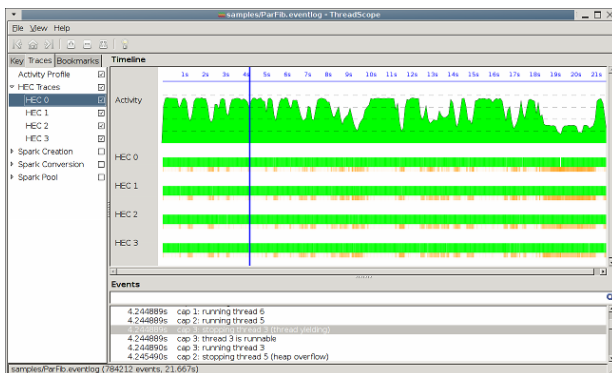 samples/ParFib.eventlog - ThreadScope
File View Help
Key Traces Bookmarks
Activity Profile
HEC Traces
HEC 0
HEC 1
HEC 2
HEC 3
Spark Creation
Spark Conversion
Spark Pool
Timeline
1s 2s 3s 4s 5s 6s 7s 8s 9s 10s 11s 12s 13s 14s 15s 16s 17s 18s 19s 20s 21s
Activity
HEC 0
HEC 1
HEC 2
HEC 3
Events
4.244889s cap 1: running thread 6
4.244889s cap 2: running thread 5
4.244889s cap 3: stopping thread 3 (thread yielding)
4.244889s cap 3: thread 3 is runnable
4.244890s cap 3: running thread 3
4.245490s cap 2: stopping thread 5 (heap overflow)
samples/ParFib.eventlog (784212 events, 21.667s)